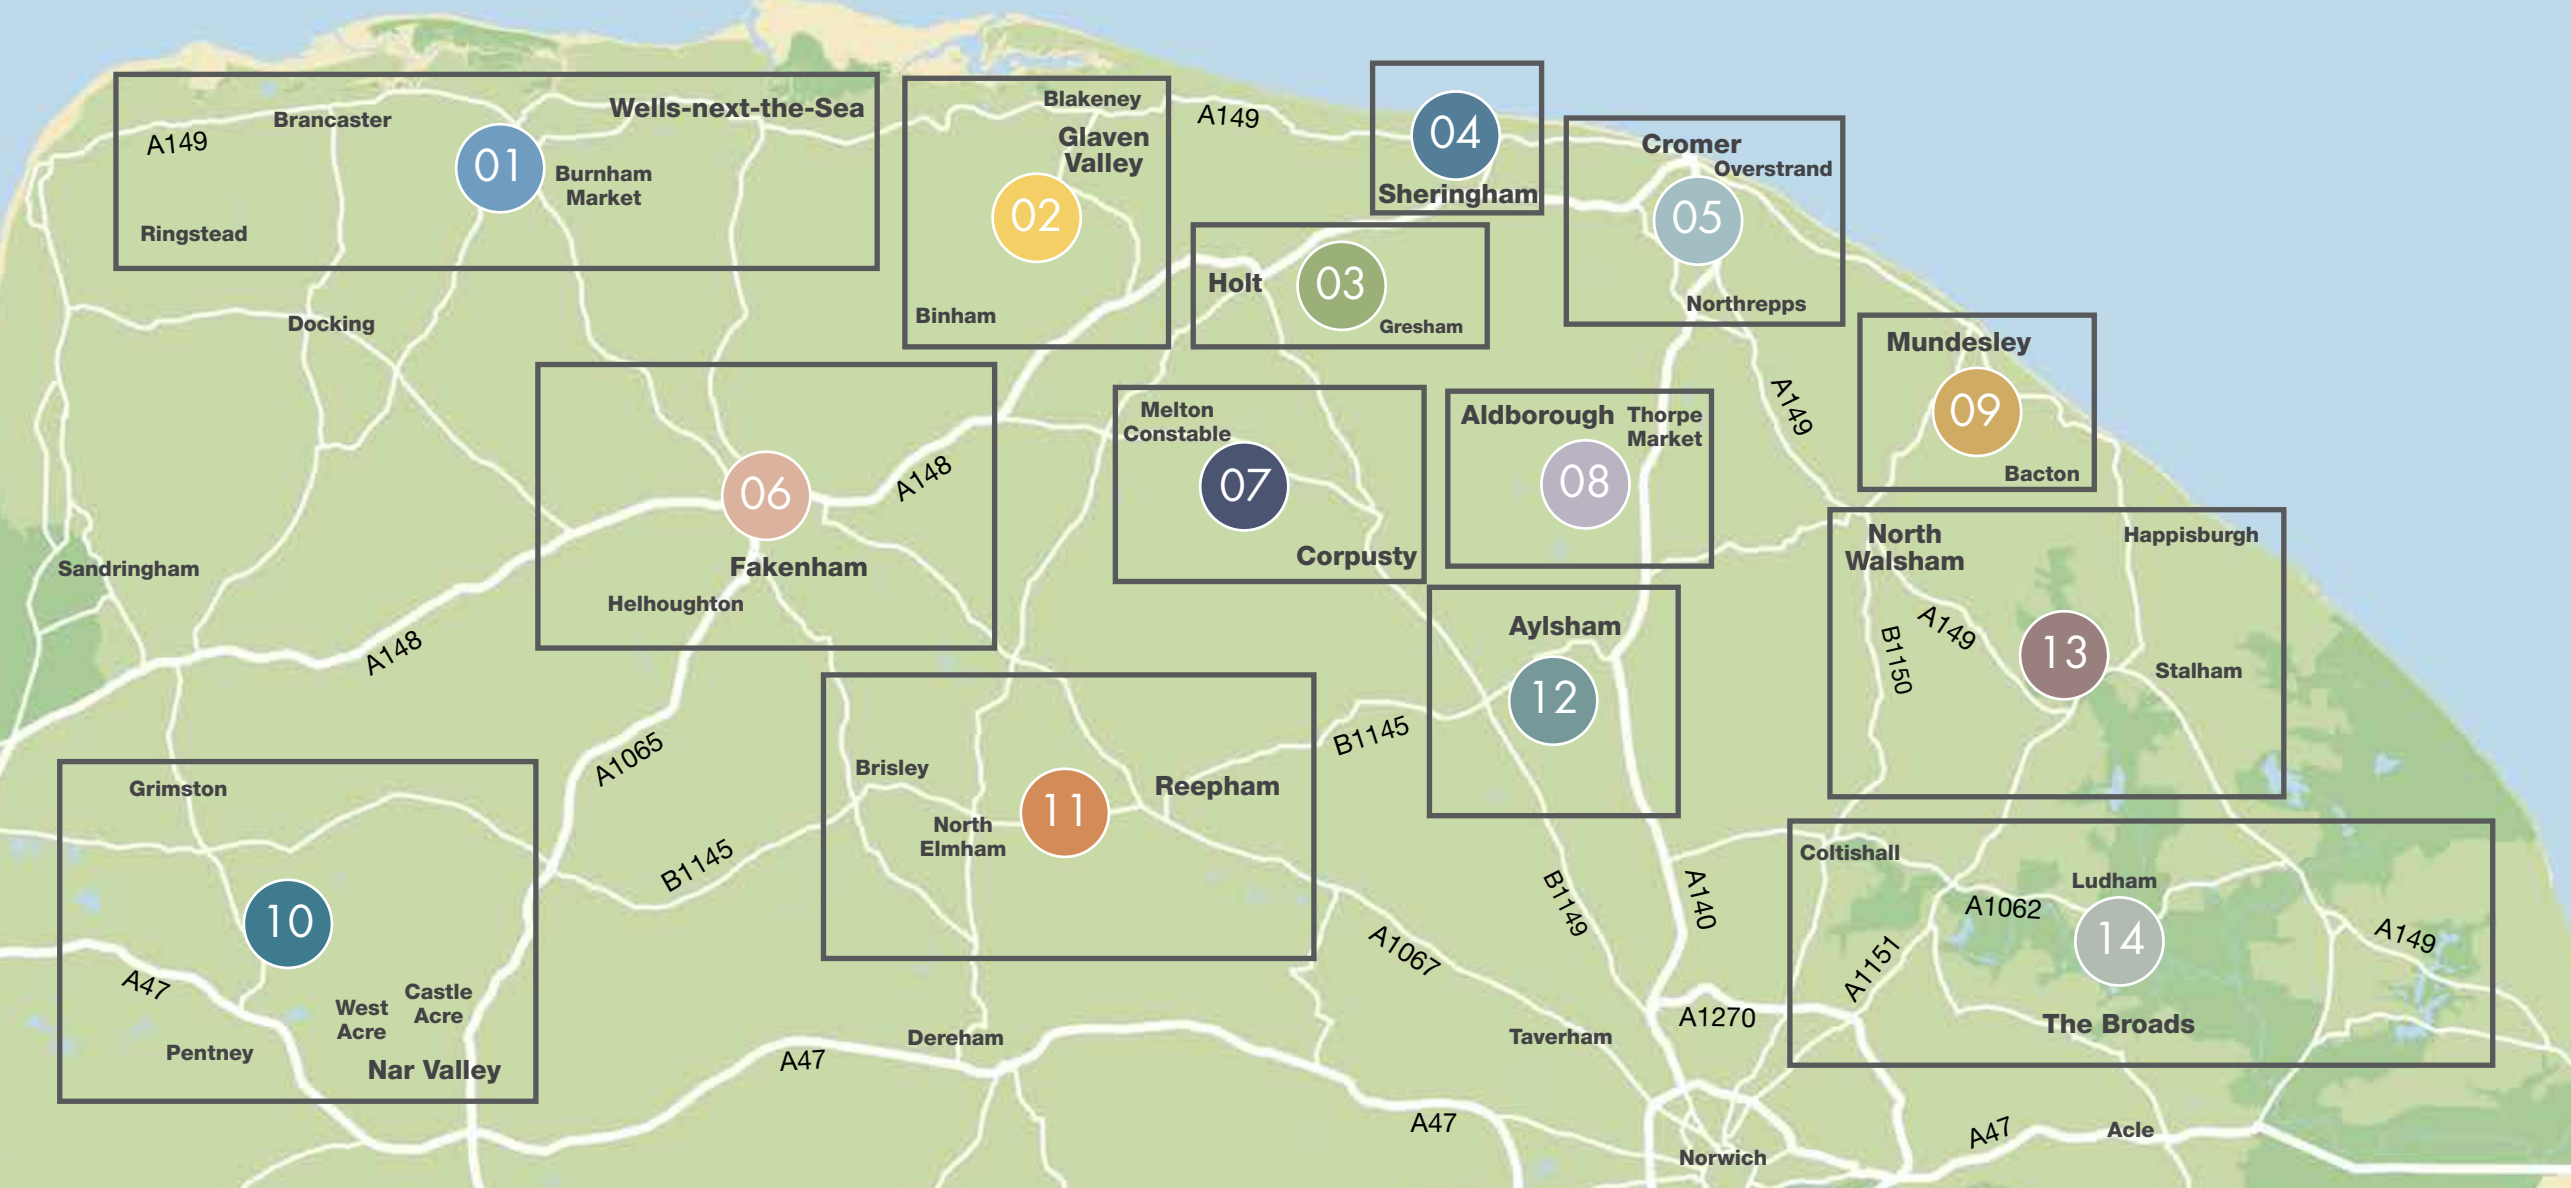 A149
Brancaster
Ringstead
01
Burnham
Market
Wells-next-the-Sea
Blakeney
Glaven
Valley
02
Binham
A149
04
Sheringham
Holt
03
Gresham
Cromer
Overstrand
05
Northrepps
Docking
Mundesley
09
Bacton
A149
06
A148
Fakenham
Helhoughton
Melton
Constable
07
Corpusty
Aldborough
Thorpe
Market
08
Sandringham
A148
North
Walsham
Happisburgh
A149
B1150
13
Stalham
Aylsham
12
A1065
B1145
Grimston
10
A47
West
Acre
Castle
Acre
Pentney
Nar Valley
B1145
Brisley
North
Elmham
11
Reepham
B1149
A140
A1067
Coltishall
Ludham
A1062
14
A149
A1151
The Broads
A1270
Taverham
Dereham
A47
A47
A47
Acle
Norwich